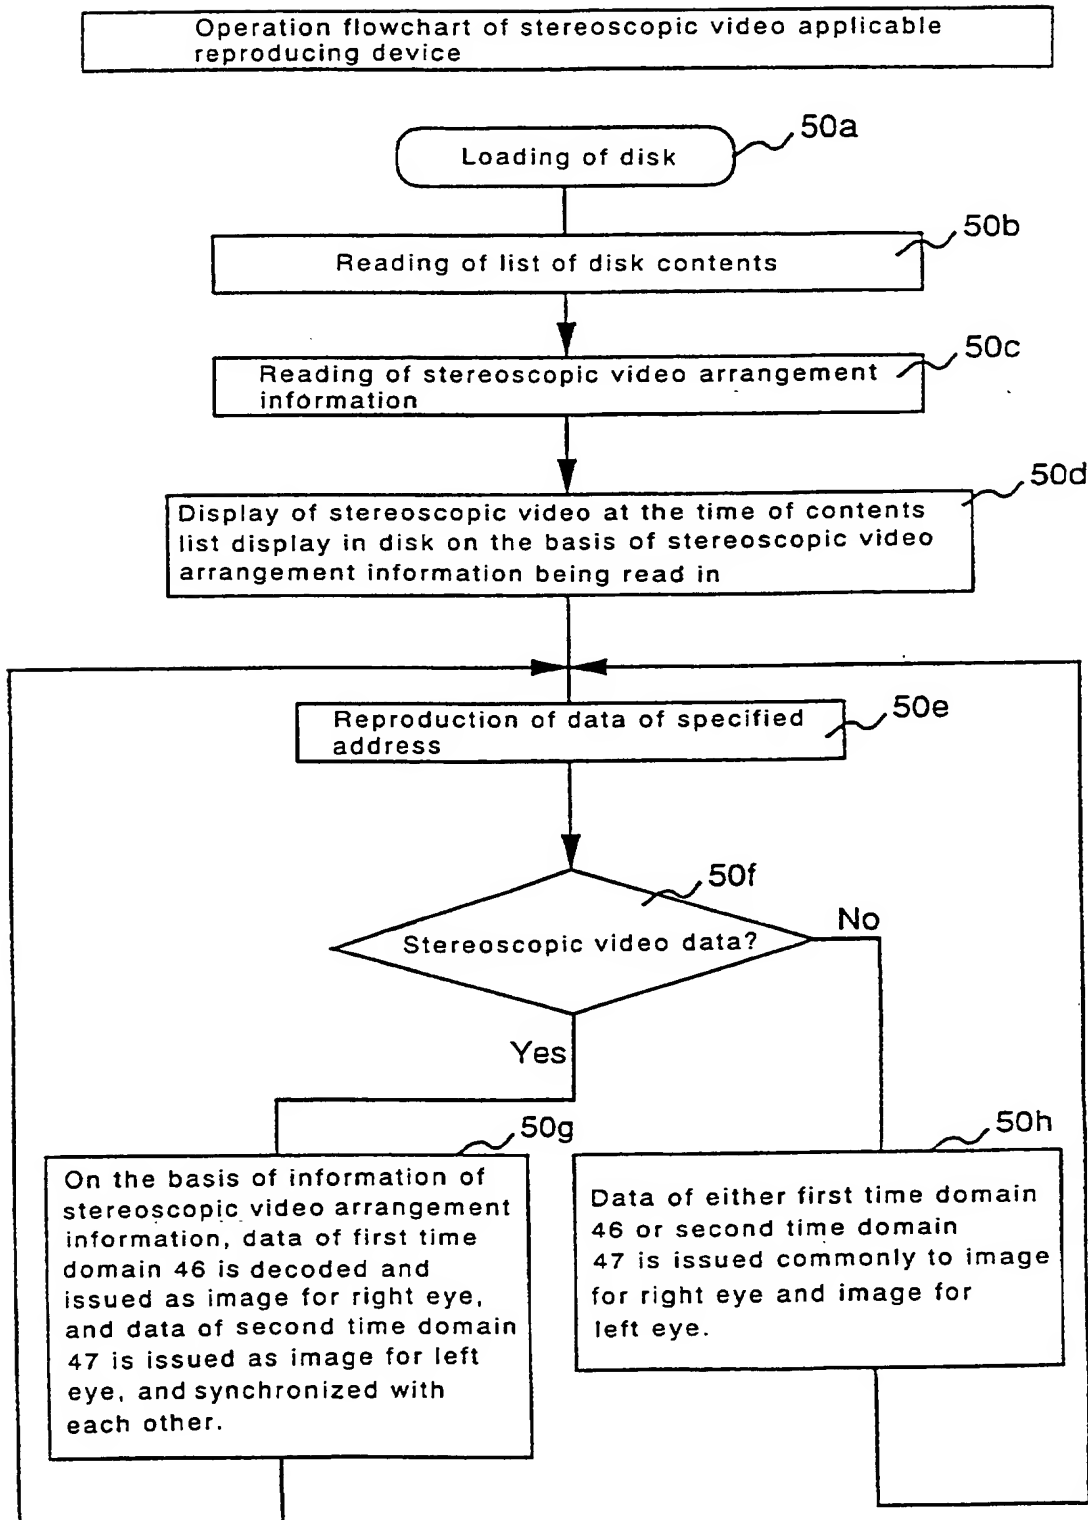 Operation flowchart of stereoscopic video applicable
reproducing device
50a
Loading of disk
50b
Reading of list of disk contents
50c
Reading of stereoscopic video arrangement
information
50d
Display of stereoscopic video at the time of contents
list display in disk on the basis of stereoscopic video
arrangement information being read in
Reproduction of data of specified
address
50e
50f
Stereoscopic video data?
No
Yes
50g
On the basis of information of
stereoscopic video arrangement
information, data of first time
domain 46 is decoded and
issued as image for right eye,
and data of second time domain
47 is issued as image for left
eye, and synchronized with
each other.
50h
Data of either first time domain
46 or second time domain
47 is issued commonly to image
for right eye and image for
left eye.